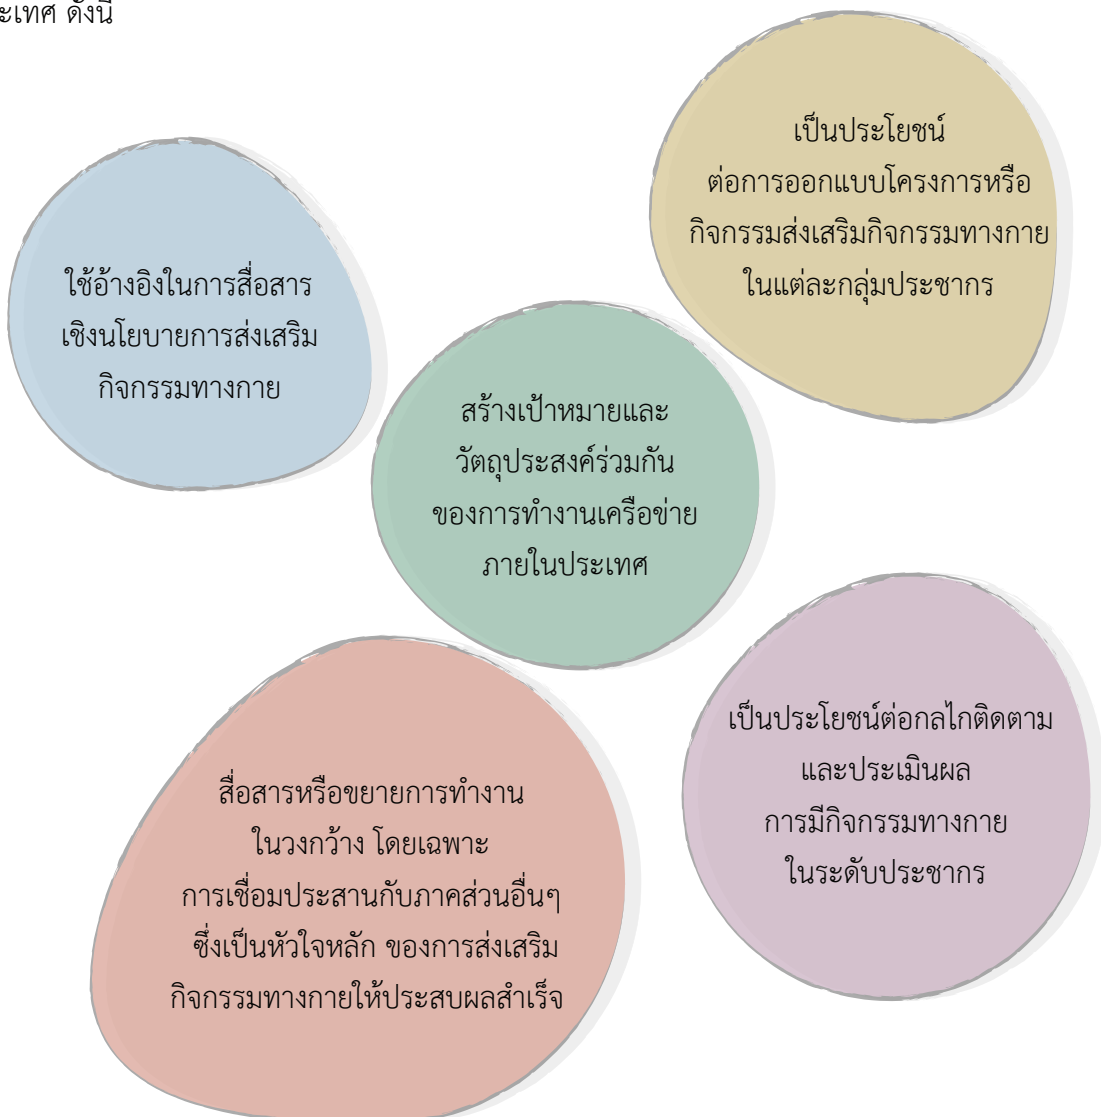 ดังนี้
ใช้อ้างอิงในการสื่อสาร
เชิงนโยบายการส่งเสริม
กิจกรรมทางกาย
เป็นประโยชน์
ต่อการออกแบบโครงการหรือ
กิจกรรมส่งเสริมกิจกรรมทางกาย
ในแต่ละกลุ่มประชากร
สร้างเป้าหมายและ
วัตถุประสงค์ร่วมกัน
ของการทำงานเครือข่าย
ภายในประเทศ
สื่อสารหรือขยายการทำงาน
ในวงกว้าง โดยเฉพาะ
การเชื่อมประสานกับภาคส่วนอื่นๆ
ซึ่งเป็นหัวใจหลัก ของการส่งเสริม
กิจกรรมทางกายให้ประสบผลสำเร็จ
เป็นประโยชน์ต่อกลไกติดตาม
และประเมินผล
การมีกิจกรรมทางกาย
ในระดับประชากร